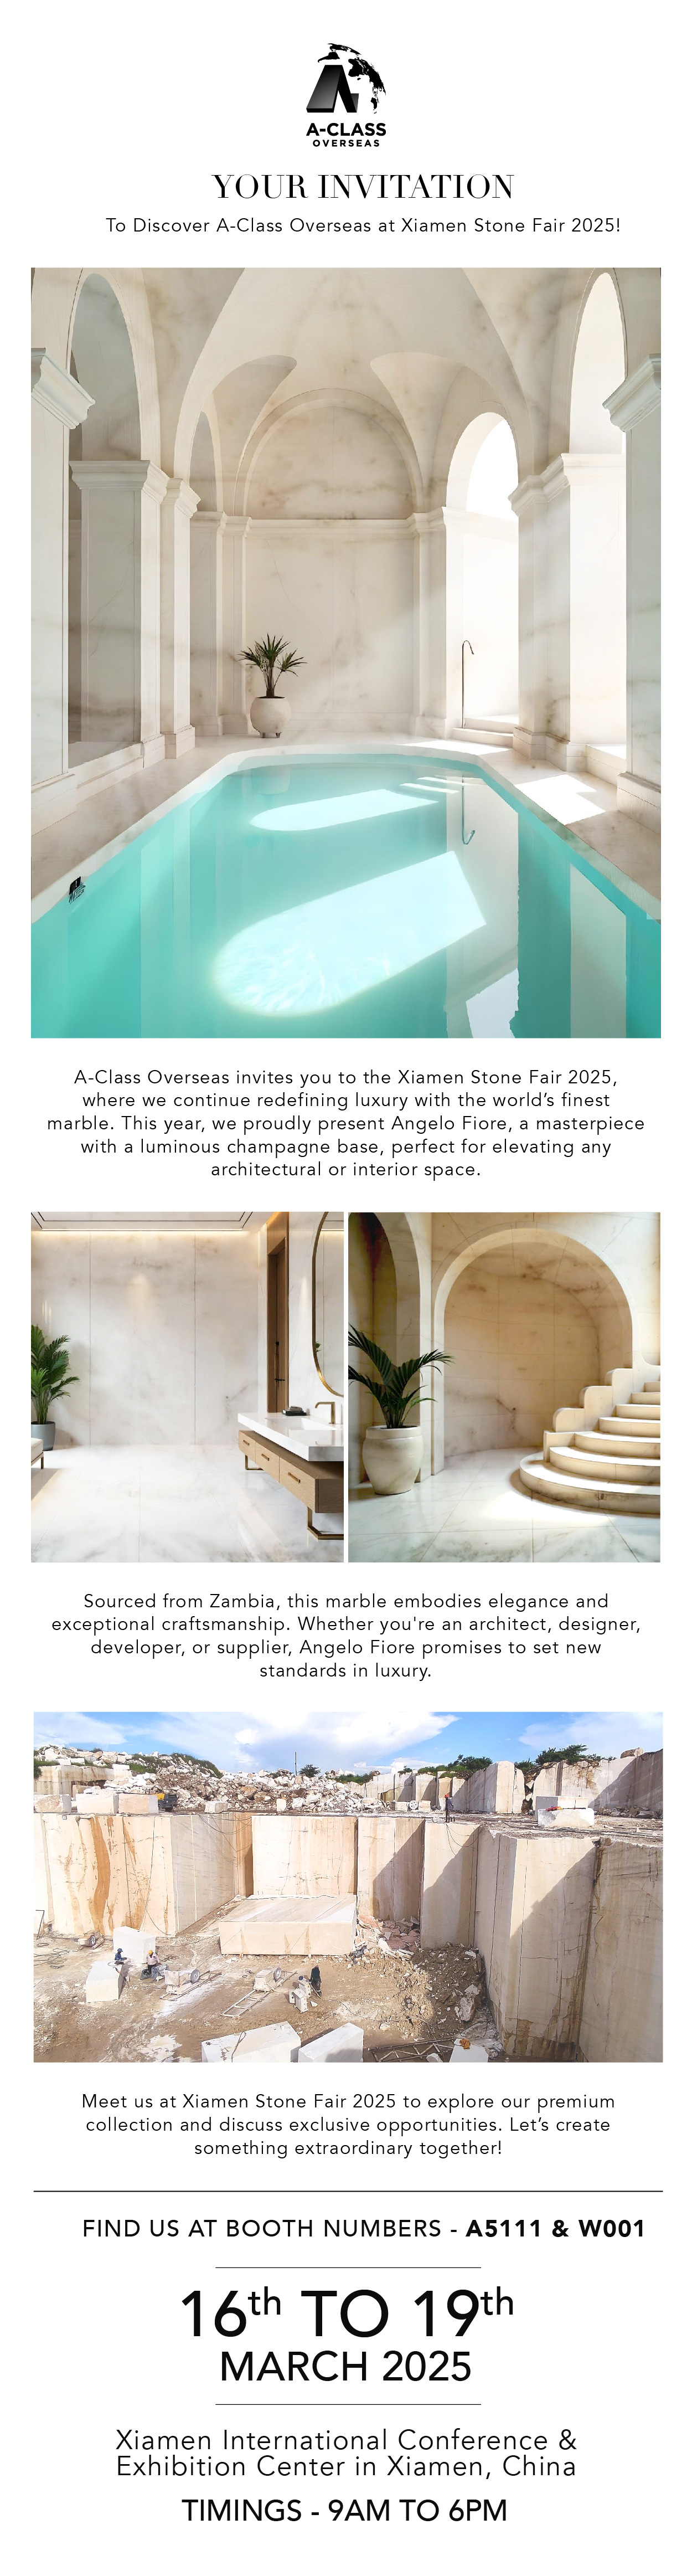 A-CLASS
OVERSEAS
YOUR INVITATION
To Discover A-Class Overseas at Xiamen Stone Fair 2025!
A-Class Overseas invites you to the Xiamen Stone Fair 2025,
where we continue redefining luxury with the world’s finest
marble. This year, we proudly present Angelo Fiore, a masterpiece
with a luminous champagne base, perfect for elevating any
architectural or interior space.
Sourced from Zambia, this marble embodies elegance and
exceptional craftsmanship. Whether you're an architect, designer,
developer, or supplier, Angelo Fiore promises to set new
standards in luxury.
Meet us at Xiamen Stone Fair 2025 to explore our premium
collection and discuss exclusive opportunities. Let’s create
something extraordinary together!
FIND US AT BOOTH NUMBERS - A5111 & W001
16th TO 19th
MARCH 2025
Xiamen International Conference &
Exhibition Center in Xiamen, China
TIMINGS - 9AM TO 6PM